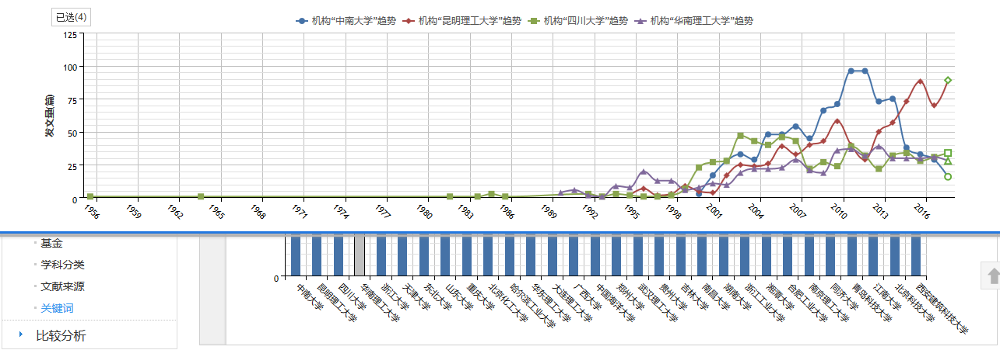 已选(4)
机构“中南大学”趋势 机构“昆明理工大学”趋势 机构“四川大学”趋势 机构“华南理工大学”趋势
发文量(篇)
125
100
75
50
25
0
1956 1959 1962 1965 1968 1971 1974 1977 1980 1983 1986 1989 1992 1995 1998 2001 2004 2007 2010 2013 2016
基金
学科分类
文献来源
关键词
比较分析
0
中南大学 昆明理工大学 四川大学 华南理工大学 浙江大学 天津大学 东北大学 山东大学 重庆大学 北京化工大学 哈尔滨工业大学 华东理工大学 大连理工大学 广西大学 中国海洋大学 郑州大学 武汉理工大学 贵州大学 吉林大学 南昌大学 湖南大学 浙江工业大学 湘潭大学 合肥工业大学 南京理工大学 同济大学 青岛科技大学 江南大学 北京科技大学 西安建筑科技大学